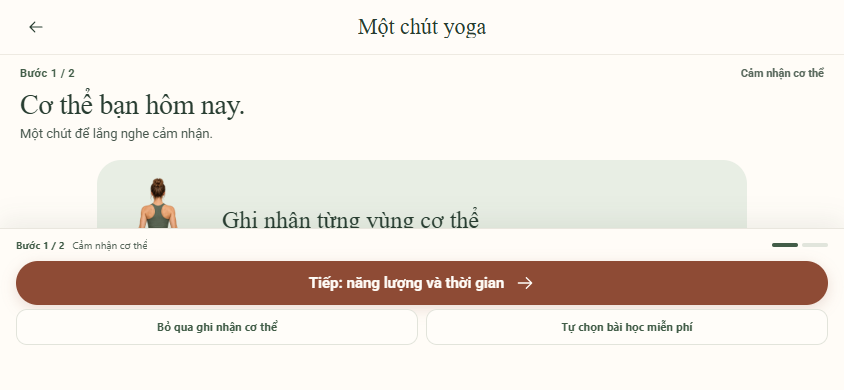 Một chút yoga
Bước 1 / 2
Cảm nhận cơ thể
Cơ thể bạn hôm nay.
Một chút để lắng nghe cảm nhận.
Ghi nhận từng vùng cơ thể
Bước 1 / 2 Cảm nhận cơ thể
Tiếp: năng lượng và thời gian
Bỏ qua ghi nhận cơ thể
Tự chọn bài học miễn phí